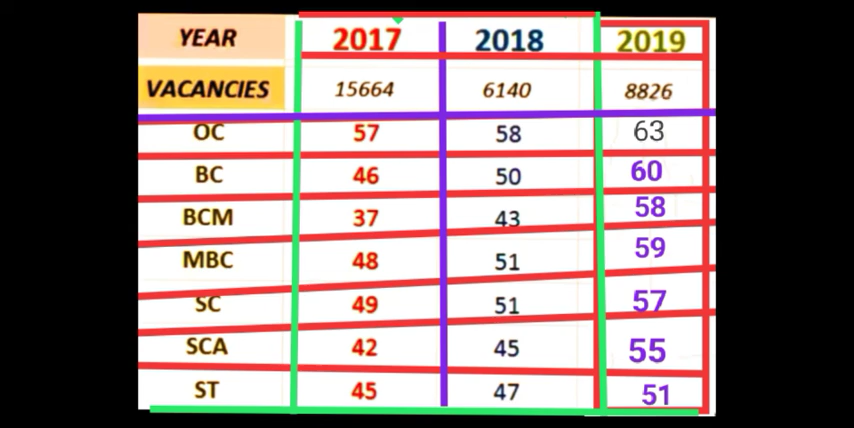 YEAR 2017 2018 2019
VACANCIES 15664 6140 8826
OC 57 58 63
BC 46 50 60
BCM 37 43 58
MBC 48 51 59
SC 49 51 57
SCA 42 45 55
ST 45 47 51